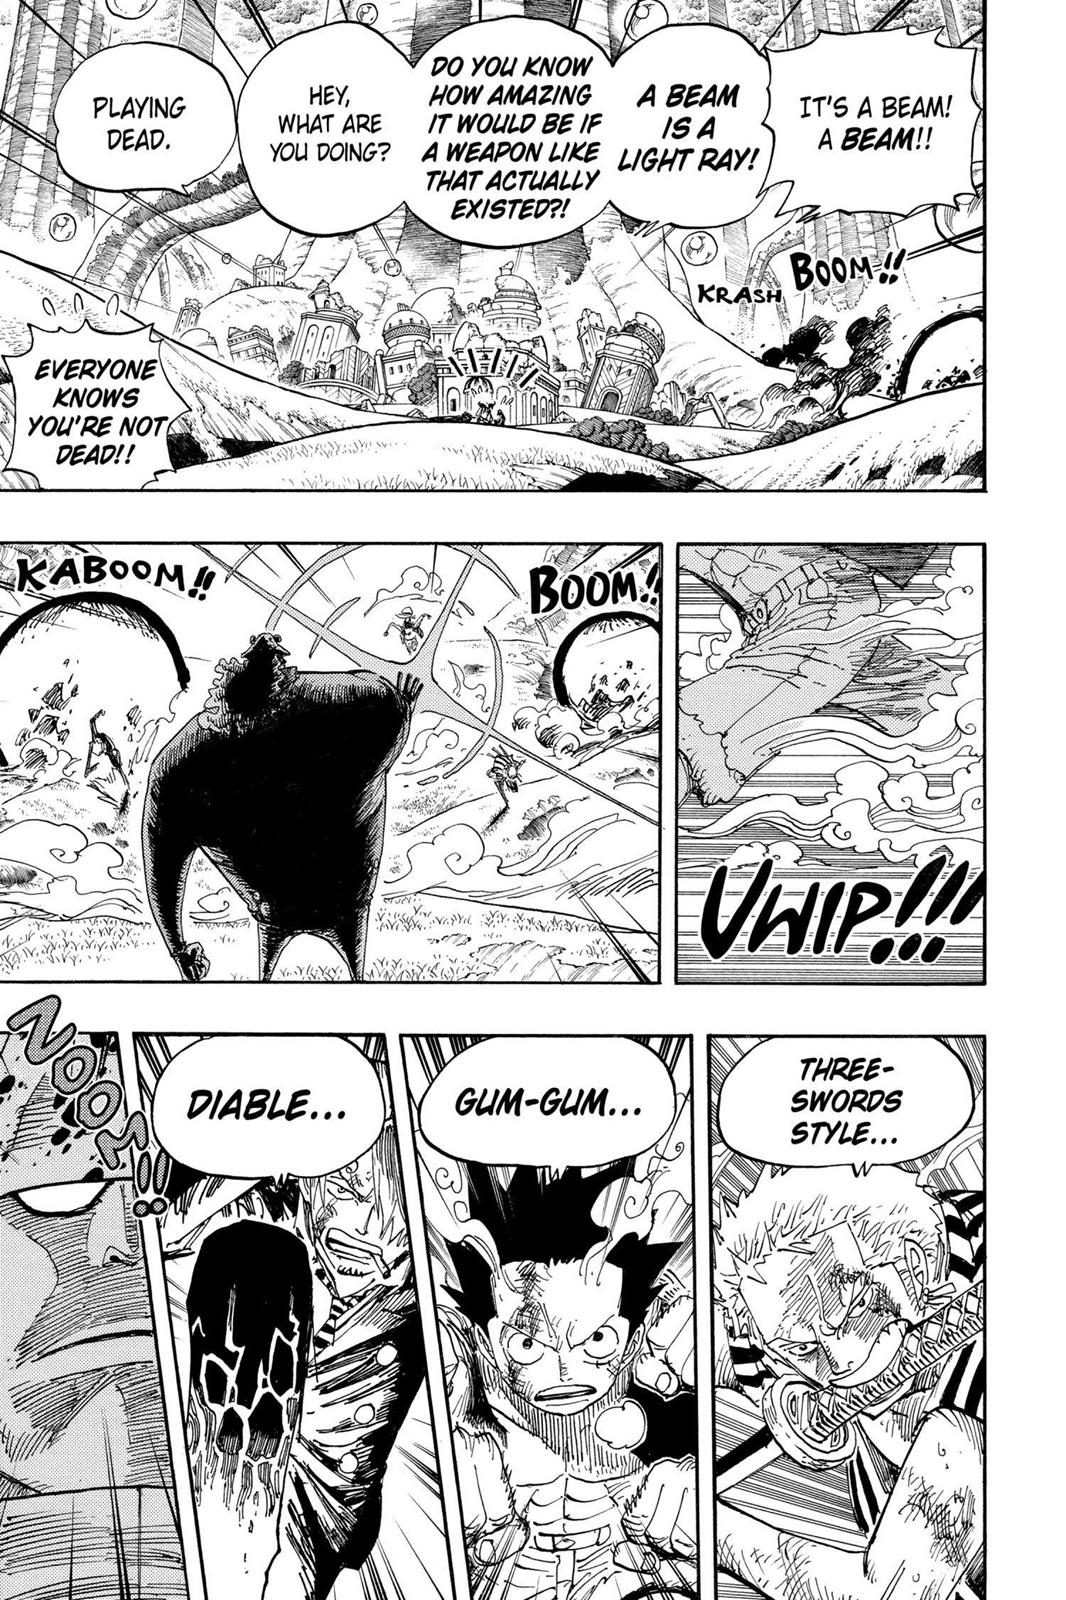 IT'S A BEAM!
A BEAM!!
A BEAM
IS A
LIGHT RAY!
DO YOU KNOW
HOW AMAZING
IT WOULD BE IF
A WEAPON LIKE
THAT ACTUALLY
EXISTED?!
HEY,
WHAT ARE
YOU DOING?
PLAYING
DEAD.
BOOM!!
KRASH
EVERYONE
KNOWS
YOU'RE NOT
DEAD!!
UWIP!!!
BOOM!!
KABOOM!!
THREE-
SWORDS
STYLE...
GUM-GUM...
DIABLE...
ZOOM!!